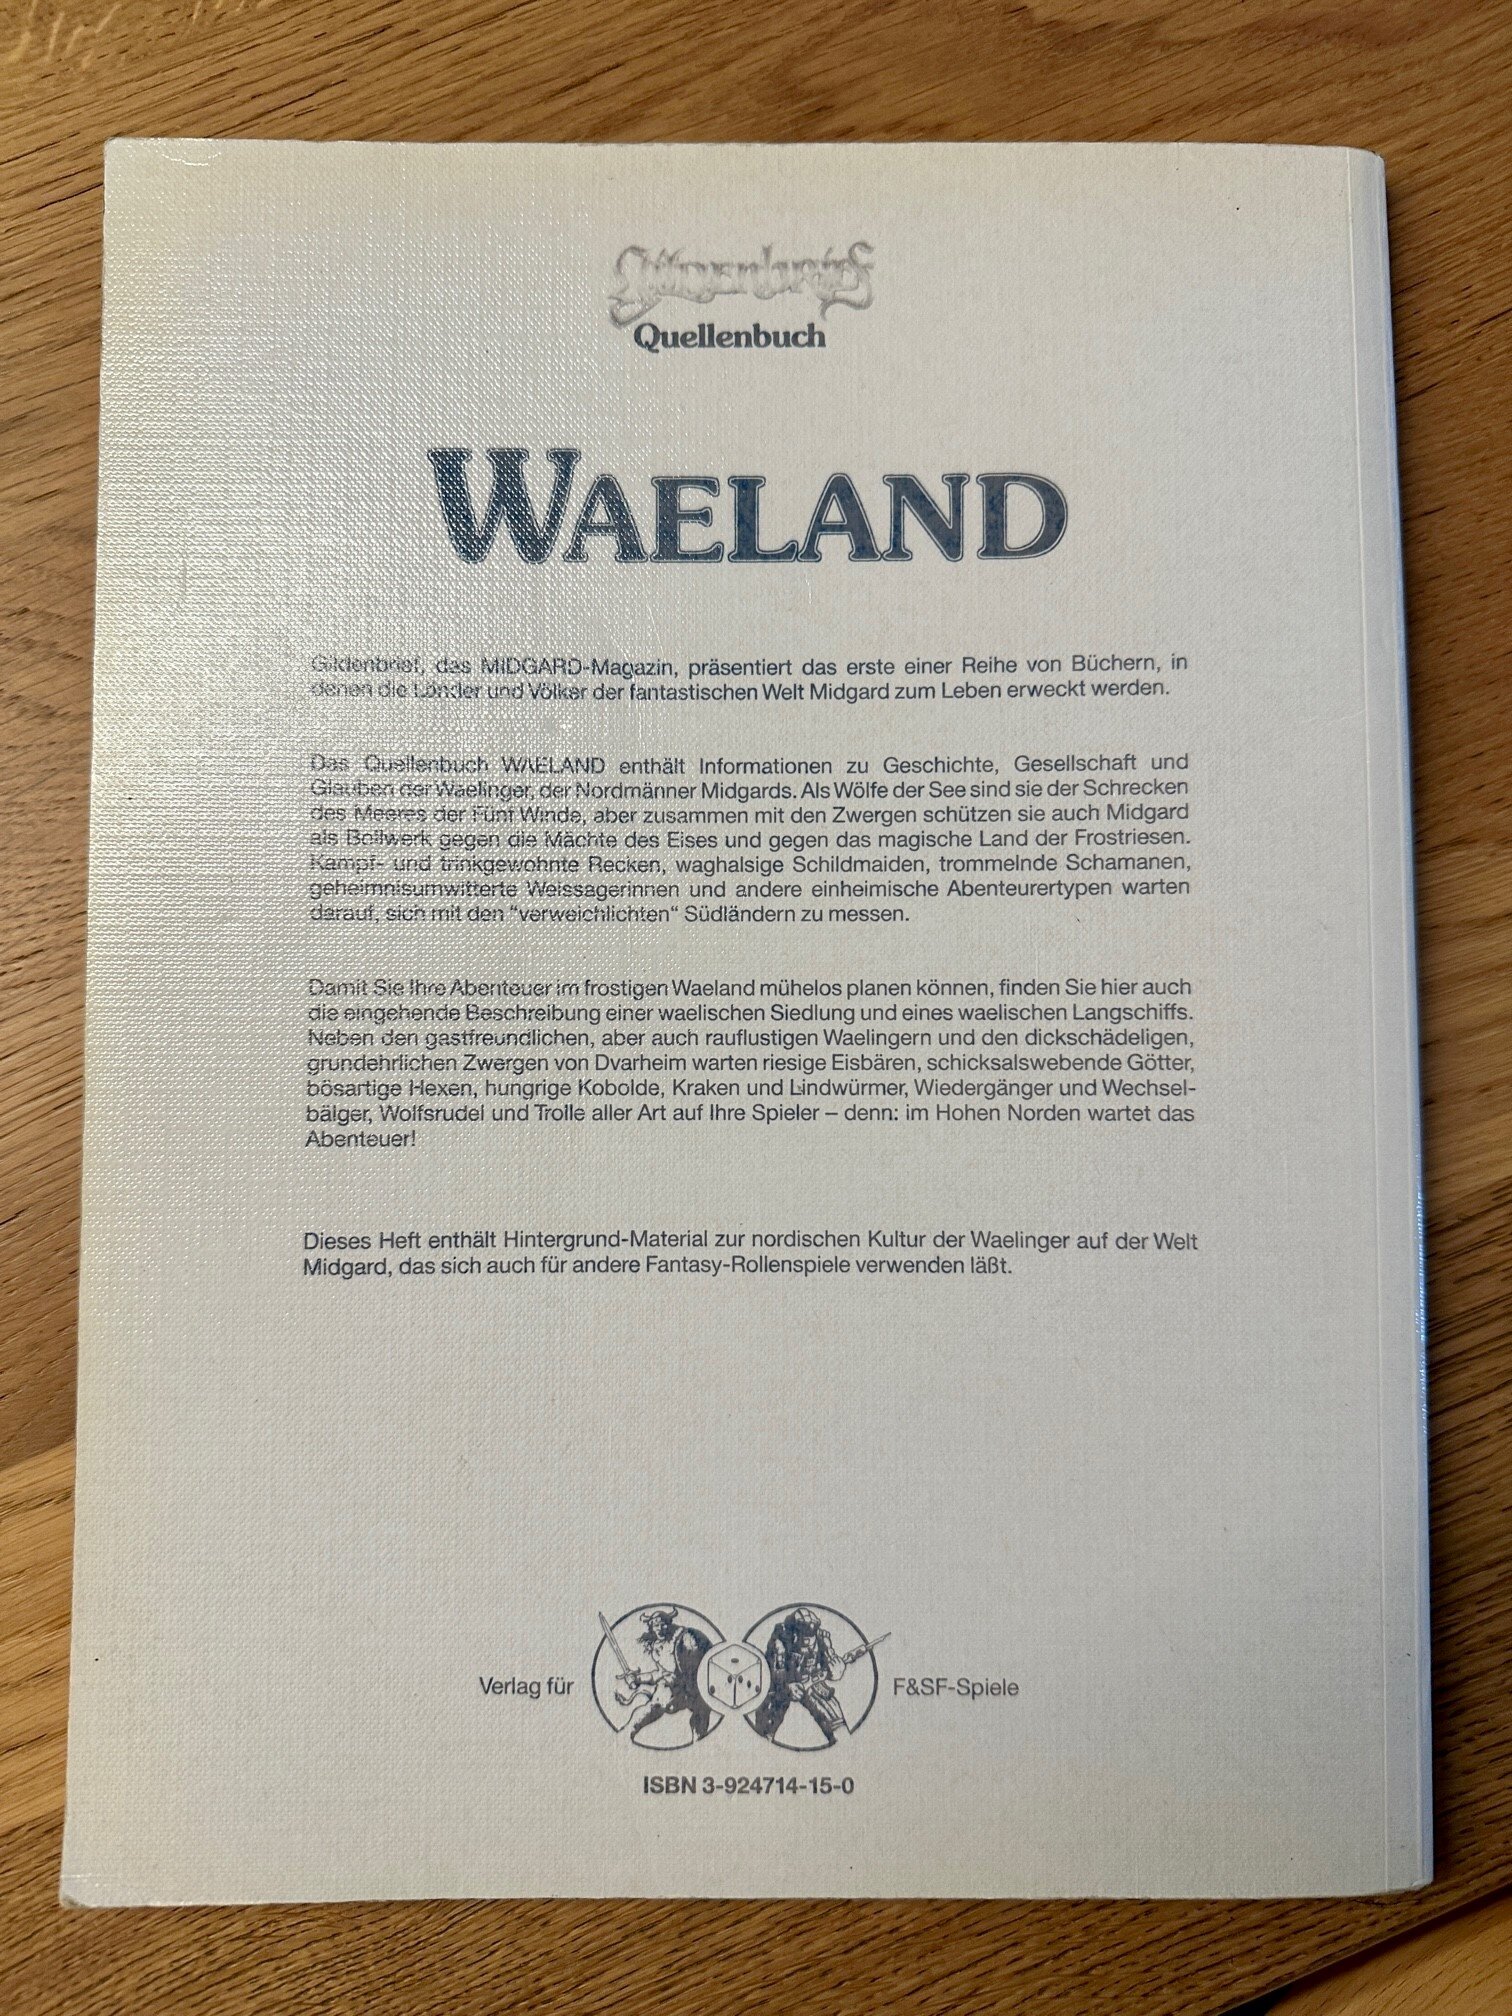 Gildenbrief
Quellenbuch
WAELAND
Gildenbrief, das MIDGARD-Magazin, präsentiert das erste einer Reihe von Büchern, in
denen die Länder und Völker der fantastischen Welt Midgard zum Leben erweckt werden.
Das Quellenbuch WAELAND enthält Informationen zu Geschichte, Gesellschaft und
Glauben der Waelinger, der Nordmänner Midgards. Als Wölfe der See sind sie der Schrecken
des Meeres der Fünf Winde, aber zusammen mit den Zwergen schützen sie auch Midgard
als Bollwerk gegen die Mächte des Eises und gegen das magische Land der Frostriesen.
Kampf- und trinkgewohnte Recken, waghalsige Schildmaiden, trommelnde Schamanen,
geheimnisumwitterte Weissagerinnen und andere einheimische Abenteurertypen warten
darauf, sich mit den “verweichlichten“ Südländern zu messen.
Damit Sie Ihre Abenteuer im frostigen Waeland mühelos planen können, finden Sie hier auch
die eingehende Beschreibung einer waelischen Siedlung und eines waelischen Langschiffs.
Neben den gastfreundlichen, aber auch rauflustigen Waelingern und den dickschädeligen,
grundehrlichen Zwergen von Dvarheim warten riesige Eisbären, schicksalswebende Götter,
bösartige Hexen, hungrige Kobolde, Kraken und Lindwürmer, Wiedergänger und Wechsel-
bälger, Wolfsrudel und Trolle aller Art auf Ihre Spieler – denn: im Hohen Norden wartet das
Abenteuer!
Dieses Heft enthält Hintergrund-Material zur nordischen Kultur der Waelinger auf der Welt
Midgard, das sich auch für andere Fantasy-Rollenspiele verwenden läßt.
Verlag für F&SF-Spiele
ISBN 3-924714-15-0